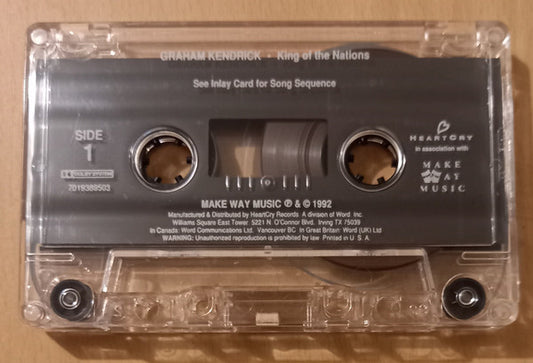 GRAHAM KENDRICK • King of the Nations
See Inlay Card for Song Sequence
SIDE
1
DOLBY SYSTEM
7019389503
HEARTCRY
in association with
MAKE
WAY
MUSIC
MAKE WAY MUSIC ℗ & © 1992
Manufactured & Distributed by HeartCry Records. A division of Word Inc.
Williams Square East Tower 5221 N. O'Connor Blvd. Irving TX 75039
In Canada: Word Communications Ltd. Vancouver BC In Great Britain: Word (UK) Ltd
WARNING: Unauthorized reproduction is prohibited by law Printed in U. S. A.